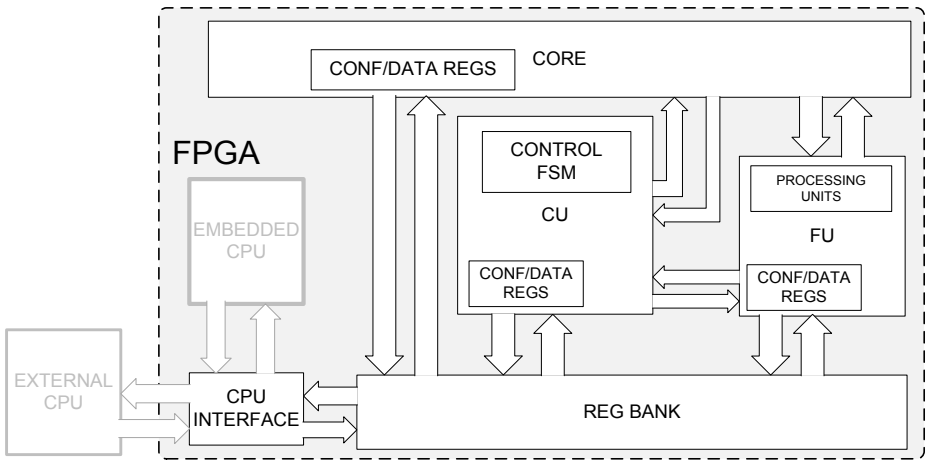 CONF/DATA REGS
CORE
FPGA
CONTROL
FSM
CU
PROCESSING
UNITS
FU
EMBEDDED
CPU
CONF/DATA
REGS
CONF/DATA
REGS
EXTERNAL
CPU
CPU
INTERFACE
REG BANK